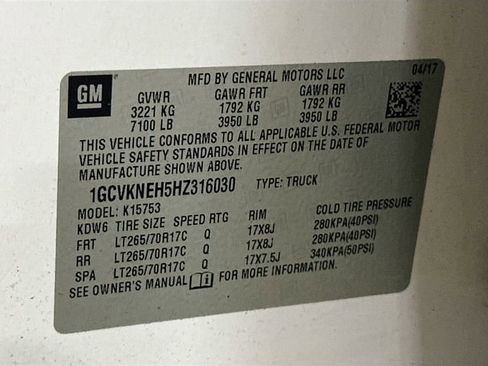 MFD BY GENERAL MOTORS LLC 04/17
GM GVWR GAWR FRT GAWR RR
3221 KG 1792 KG 1792 KG
7100 LB 3950 LB 3950 LB
THIS VEHICLE CONFORMS TO ALL APPLICABLE U.S. FEDERAL MOTOR
VEHICLE SAFETY STANDARDS IN EFFECT ON THE DATE OF
MANUFACTURE SHOWN ABOVE.
1GCVKNEH5HZ316030 TYPE: TRUCK
MODEL: K15753
KDW6 TIRE SIZE SPEED RTG RIM COLD TIRE PRESSURE
FRT LT265/70R17C Q 17X8J 280KPA(40PSI)
RR LT265/70R17C Q 17X8J 280KPA(40PSI)
SPA LT265/70R17C Q 17X7.5J 340KPA(50PSI)
SEE OWNER'S MANUAL FOR MORE INFORMATION.